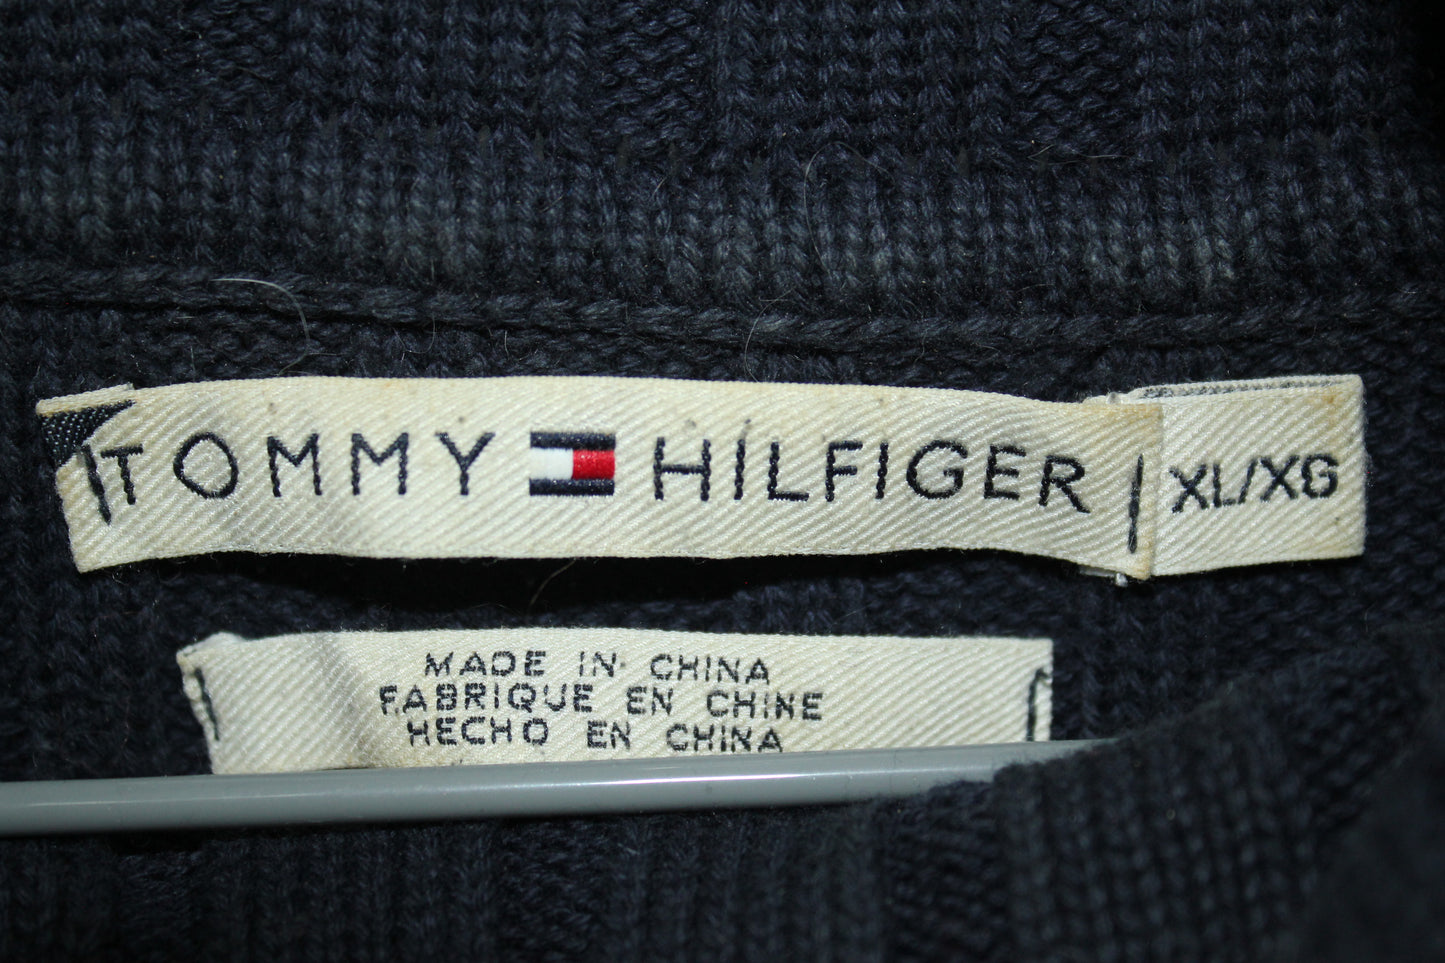 TOMMY HILFIGER XL/XG
MADE IN CHINA
FABRIQUE EN CHINE
HECHO EN CHINA